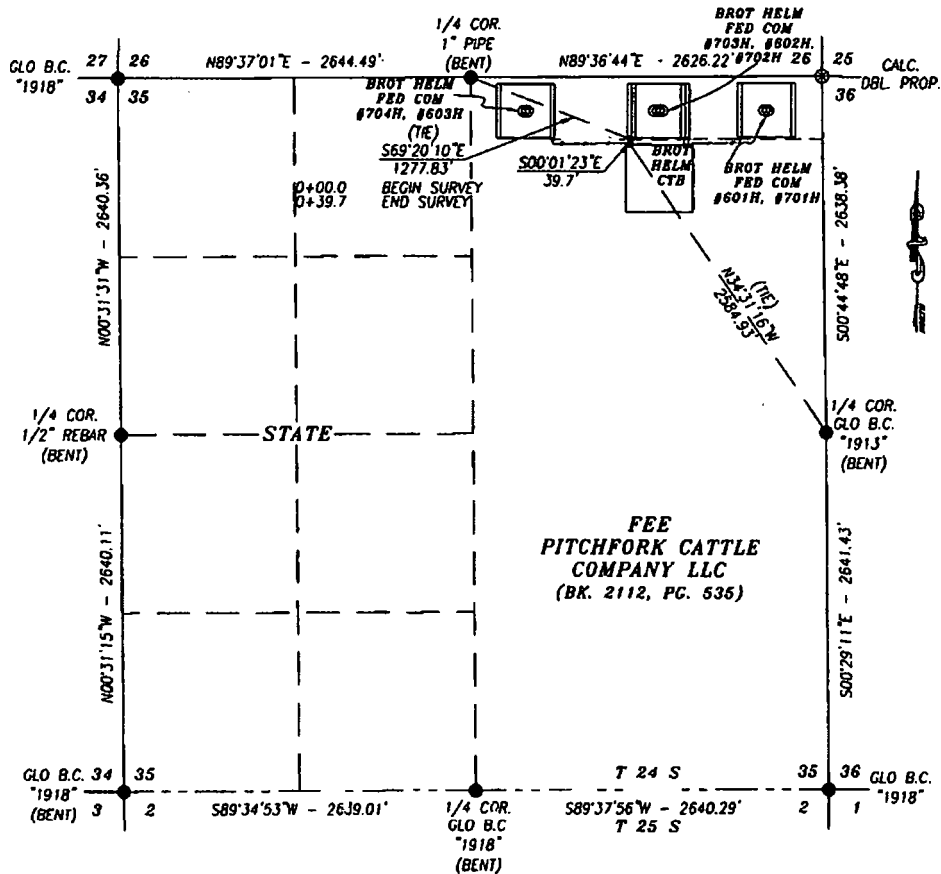 BROT HELM
FED COM
#703H, #602H,
#702H
1/4 COR.
1" PIPE
(BENT)
27 26
GLO B.C.
"1918"
34 35
N89°37'01"E - 2644.49'
N89°36'44"E - 2626.22'
26 25
36
CALC.
DBL. PROP.
BROT HELM
FED COM
#704H, #603H
(TIE)
S69°20'10"E
1277.83'
0+00.0 BEGIN SURVEY
0+39.7 END SURVEY
S00°01'23"E
39.7'
BROT
HELM
CTB
BROT HELM
FED COM
#601H, #701H
N00°31'31"W - 2640.36'
S00°44'48"E - 2638.38'
(TIE)
N34°31'16"W
2584.93'
1/4 COR.
1/2" REBAR
(BENT)
STATE
1/4 COR.
GLO B.C.
"1913"
(BENT)
FEE
PITCHFORK CATTLE
COMPANY LLC
(BK. 2112, PG. 535)
N00°31'15"W - 2640.11'
S00°29'11"E - 2641.43'
GLO B.C. 34 35
"1918"
(BENT) 3 2
T 24 S
35 36 GLO B.C.
"1918"
2 1
S89°34'53"W - 2639.01'
1/4 COR.
GLO B.C
"1918"
(BENT)
S89°37'56"W - 2640.29'
T 25 S